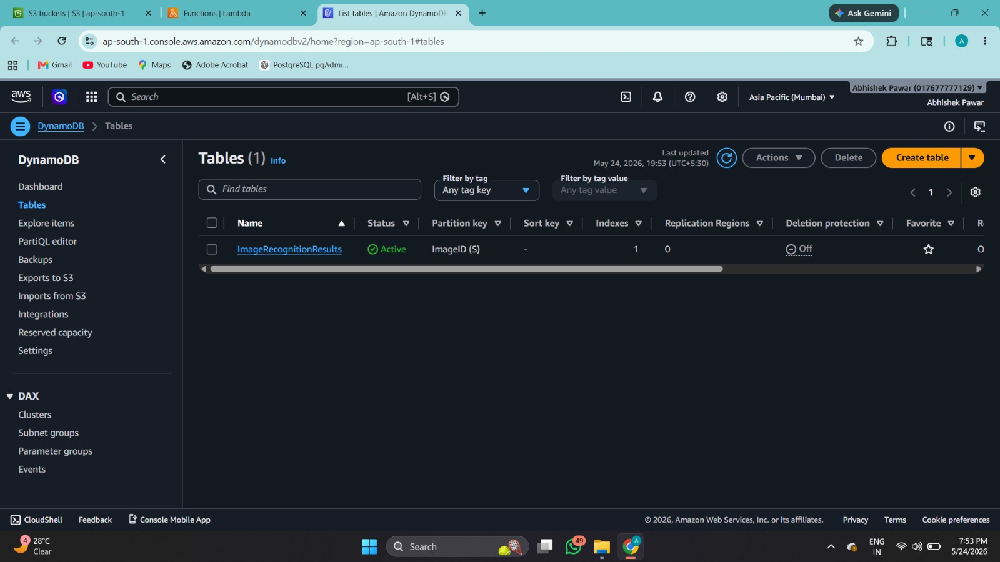 S3 buckets | S3 | ap-south-1
Functions | Lambda
List tables | Amazon DynamoDB
Ask Gemini
ap-south-1.console.aws.amazon.com/dynamodbv2/home?region=ap-south-1#tables
A
Gmail
YouTube
Maps
Adobe Acrobat
PostgreSQL pgAdmi...
aws
Search
[Alt+S]
Asia Pacific (Mumbai)
Abhishek Pawar (017677777129)
Abhishek Pawar
DynamoDB
Tables
DynamoDB
Dashboard
Tables
Explore items
PartiQL editor
Backups
Exports to S3
Imports from S3
Integrations
Reserved capacity
Settings
DAX
Clusters
Subnet groups
Parameter groups
Events
Tables (1) Info
Last updated
May 24, 2026, 19:53 (UTC+5:30)
Actions
Delete
Create table
Find tables
Filter by tag
Any tag key
Filter by tag value
Any tag value
1
Name Status Partition key Sort key Indexes Replication Regions Deletion protection Favorite
ImageRecognitionResults Active ImageID (S) - 1 0 Off
CloudShell
Feedback
Console Mobile App
© 2026, Amazon Web Services, Inc. or its affiliates.
Privacy
Terms
Cookie preferences
4
28°C
Clear
Search
49
A
ENG
IN
7:53 PM
5/24/2026